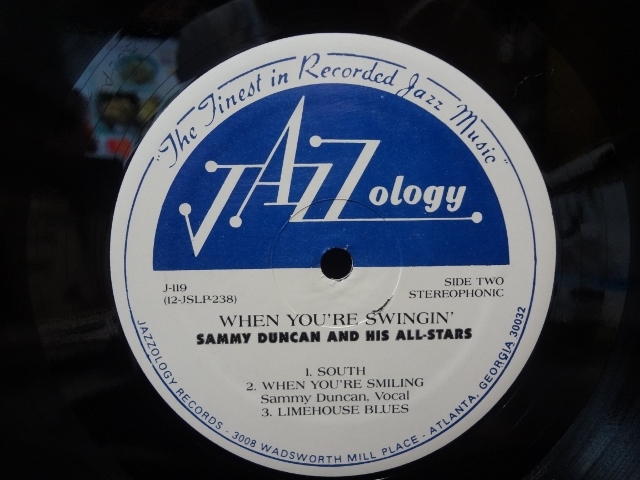 "The Finest in Recorded Jazz Music"
JAZZology
J-119
(12-JSLP-238)
SIDE TWO
STEREOPHONIC
WHEN YOU'RE SWINGIN'
SAMMY DUNCAN AND HIS ALL-STARS
1. SOUTH
2. WHEN YOU'RE SMILING
Sammy Duncan, Vocal
3. LIMEHOUSE BLUES
JAZZOLOGY RECORDS - 3008 WADSWORTH MILL PLACE - ATLANTA, GEORGIA 30032